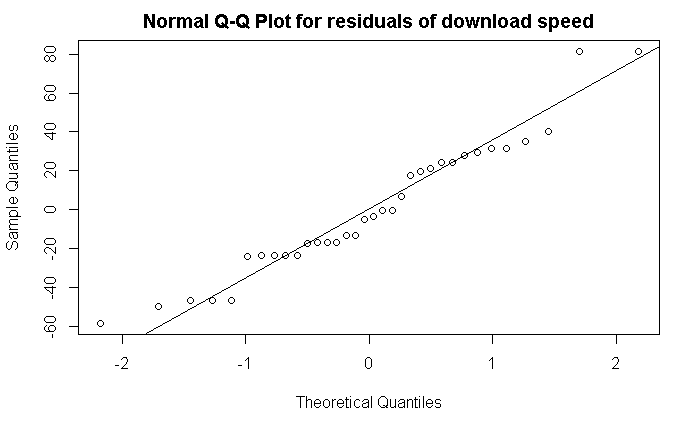 Normal Q-Q Plot for residuals of download speed
Sample Quantiles
80
60
40
20
0
-20
-40
-60
-2 -1 0 1 2
Theoretical Quantiles